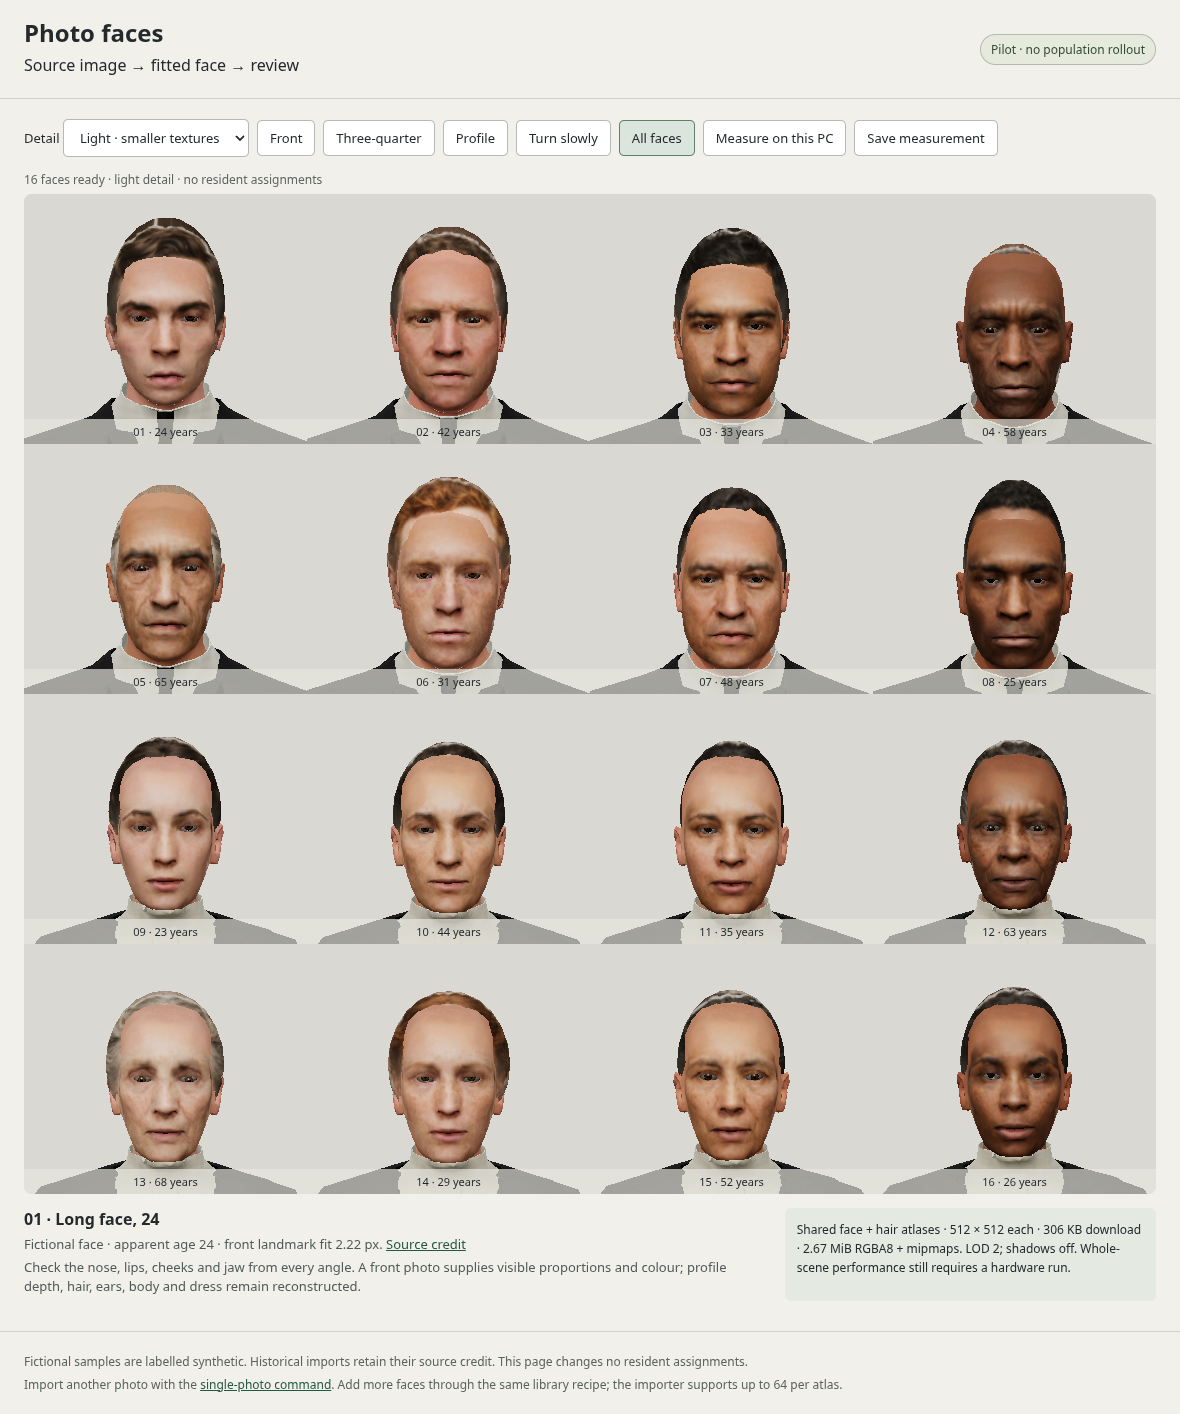 Photo faces
Source image → fitted face → review
Pilot · no population rollout
Detail Light · smaller textures Front Three-quarter Profile Turn slowly All faces Measure on this PC Save measurement
16 faces ready · light detail · no resident assignments
01 · 24 years 02 · 42 years 03 · 33 years 04 · 58 years
05 · 65 years 06 · 31 years 07 · 48 years 08 · 25 years
09 · 23 years 10 · 44 years 11 · 35 years 12 · 63 years
13 · 68 years 14 · 29 years 15 · 52 years 16 · 26 years
01 · Long face, 24
Fictional face · apparent age 24 · front landmark fit 2.22 px. Source credit
Check the nose, lips, cheeks and jaw from every angle. A front photo supplies visible proportions and colour; profile
depth, hair, ears, body and dress remain reconstructed.
Shared face + hair atlases · 512 × 512 each · 306 KB download
· 2.67 MiB RGBA8 + mipmaps. LOD 2; shadows off. Whole-
scene performance still requires a hardware run.
Fictional samples are labelled synthetic. Historical imports retain their source credit. This page changes no resident assignments.
Import another photo with the single-photo command. Add more faces through the same library recipe; the importer supports up to 64 per atlas.